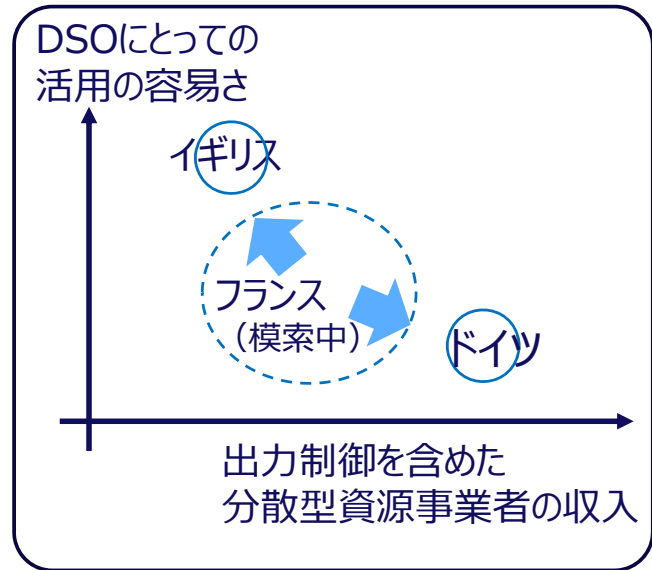 DSOにとっての
活用の容易さ
イギリス
フランス
（模索中）
ドイツ
出力制御を含めた
分散型資源事業者の収入